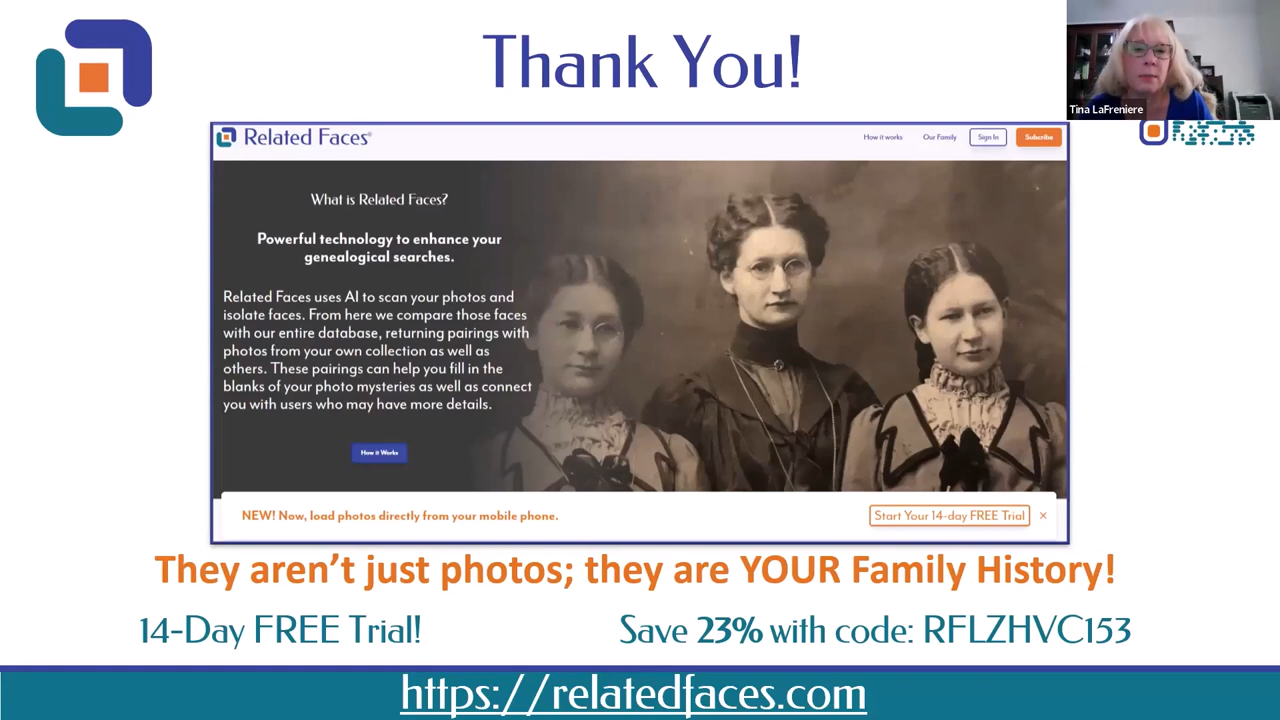 Thank You!
Tina LaFreniere
Related Faces®
How it works
Our Family
Sign In
Subscribe
What is Related Faces?
Powerful technology to enhance your
genealogical searches.
Related Faces uses AI to scan your photos and
isolate faces. From here we compare those faces
with our entire database, returning pairings with
photos from your own collection as well as
others. These pairings can help you fill in the
blanks of your photo mysteries as well as connect
you with users who may have more details.
How it Works
NEW! Now, load photos directly from your mobile phone.
Start Your 14-day FREE Trial
×
They aren't just photos; they are YOUR Family History!
14-Day FREE Trial!
Save 23% with code: RFLZHVC153
https://relatedfaces.com